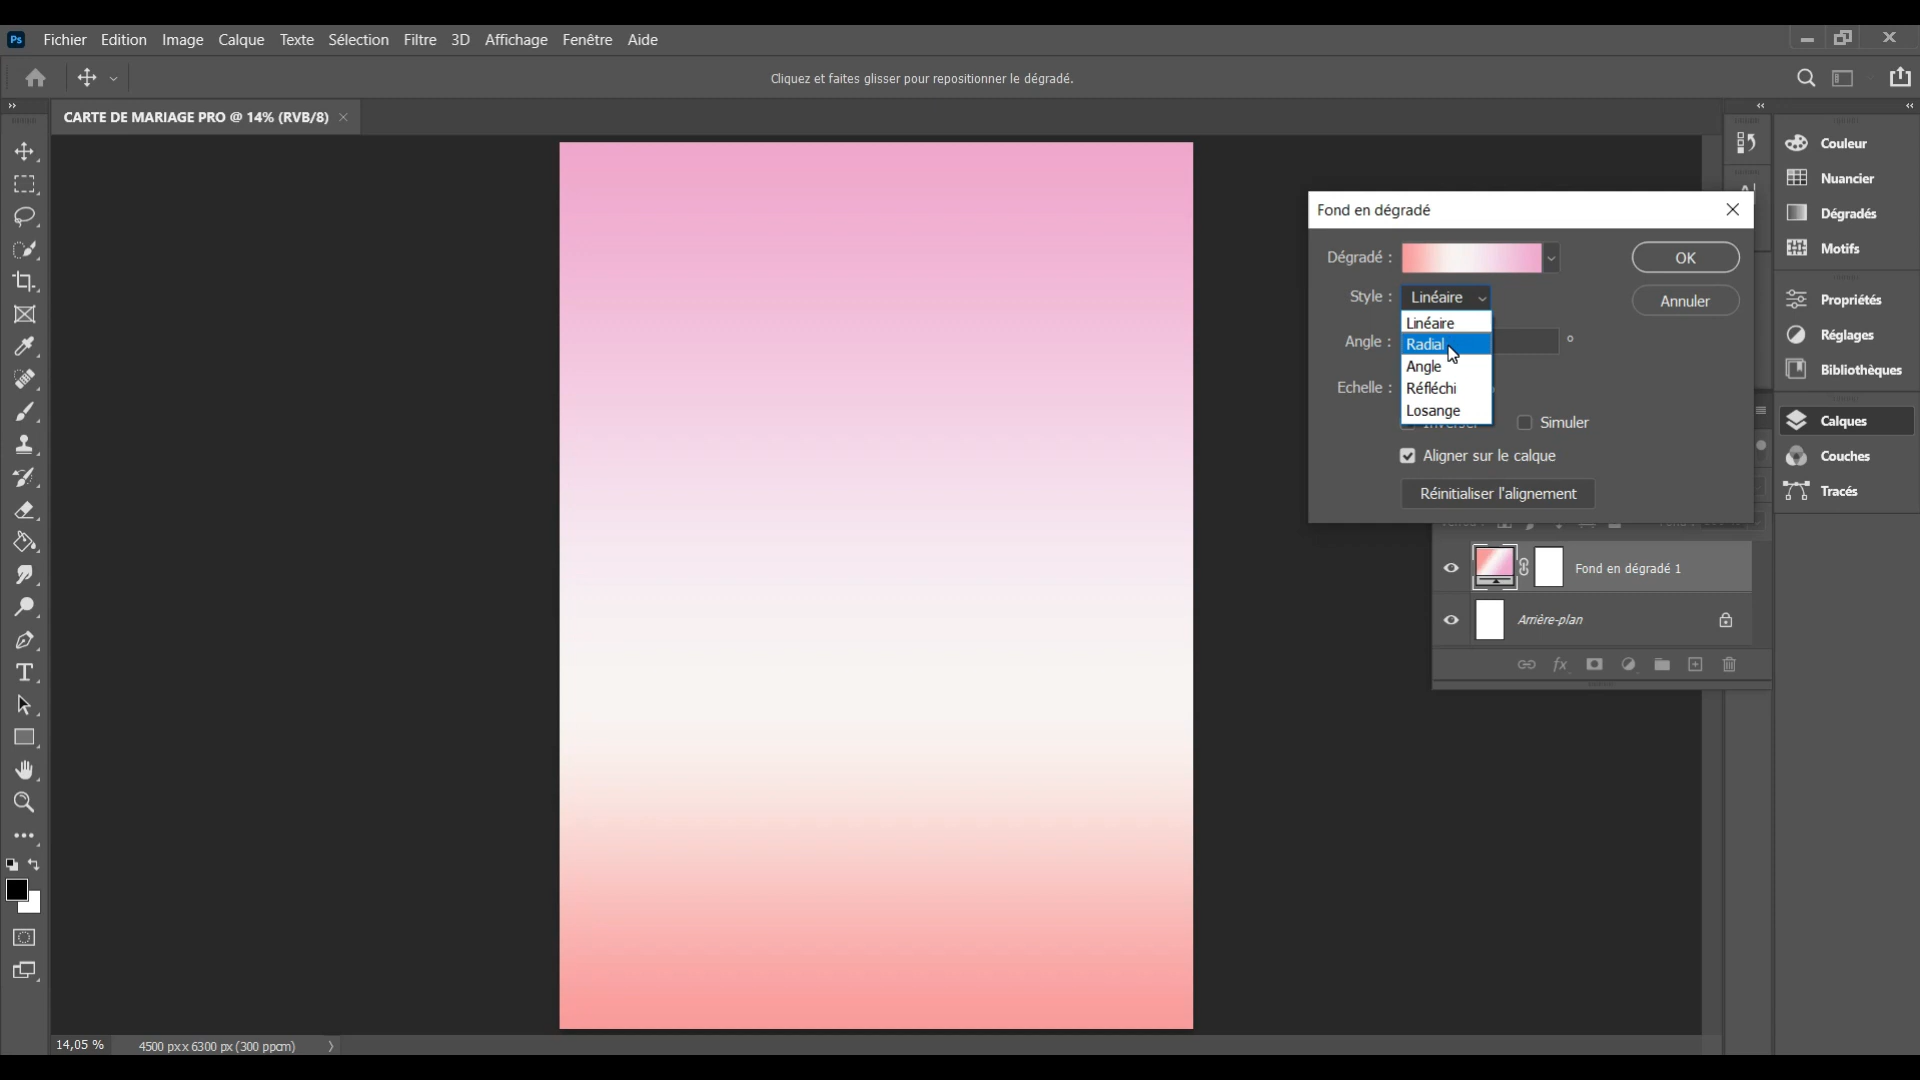 Ps Fichier Edition Image Calque Texte Sélection Filtre 3D Affichage Fenêtre Aide
Cliquez et faites glisser pour repositionner le dégradé.
CARTE DE MARIAGE PRO @ 14% (RVB/8)
Couleur
Nuancier
Dégradés
Motifs
Propriétés
Réglages
Bibliothèques
Calques
Couches
Tracés
Fond en dégradé
Dégradé :
OK
Style : Linéaire
Annuler
Linéaire
Angle :
Radial
°
Angle
Echelle :
Réfléchi
Losange
Inverser
Simuler
Aligner sur le calque
Réinitialiser l'alignement
Fond en dégradé 1
Arrière-plan
fx
T
14,05 %
4500 px x 6300 px (300 ppcm)